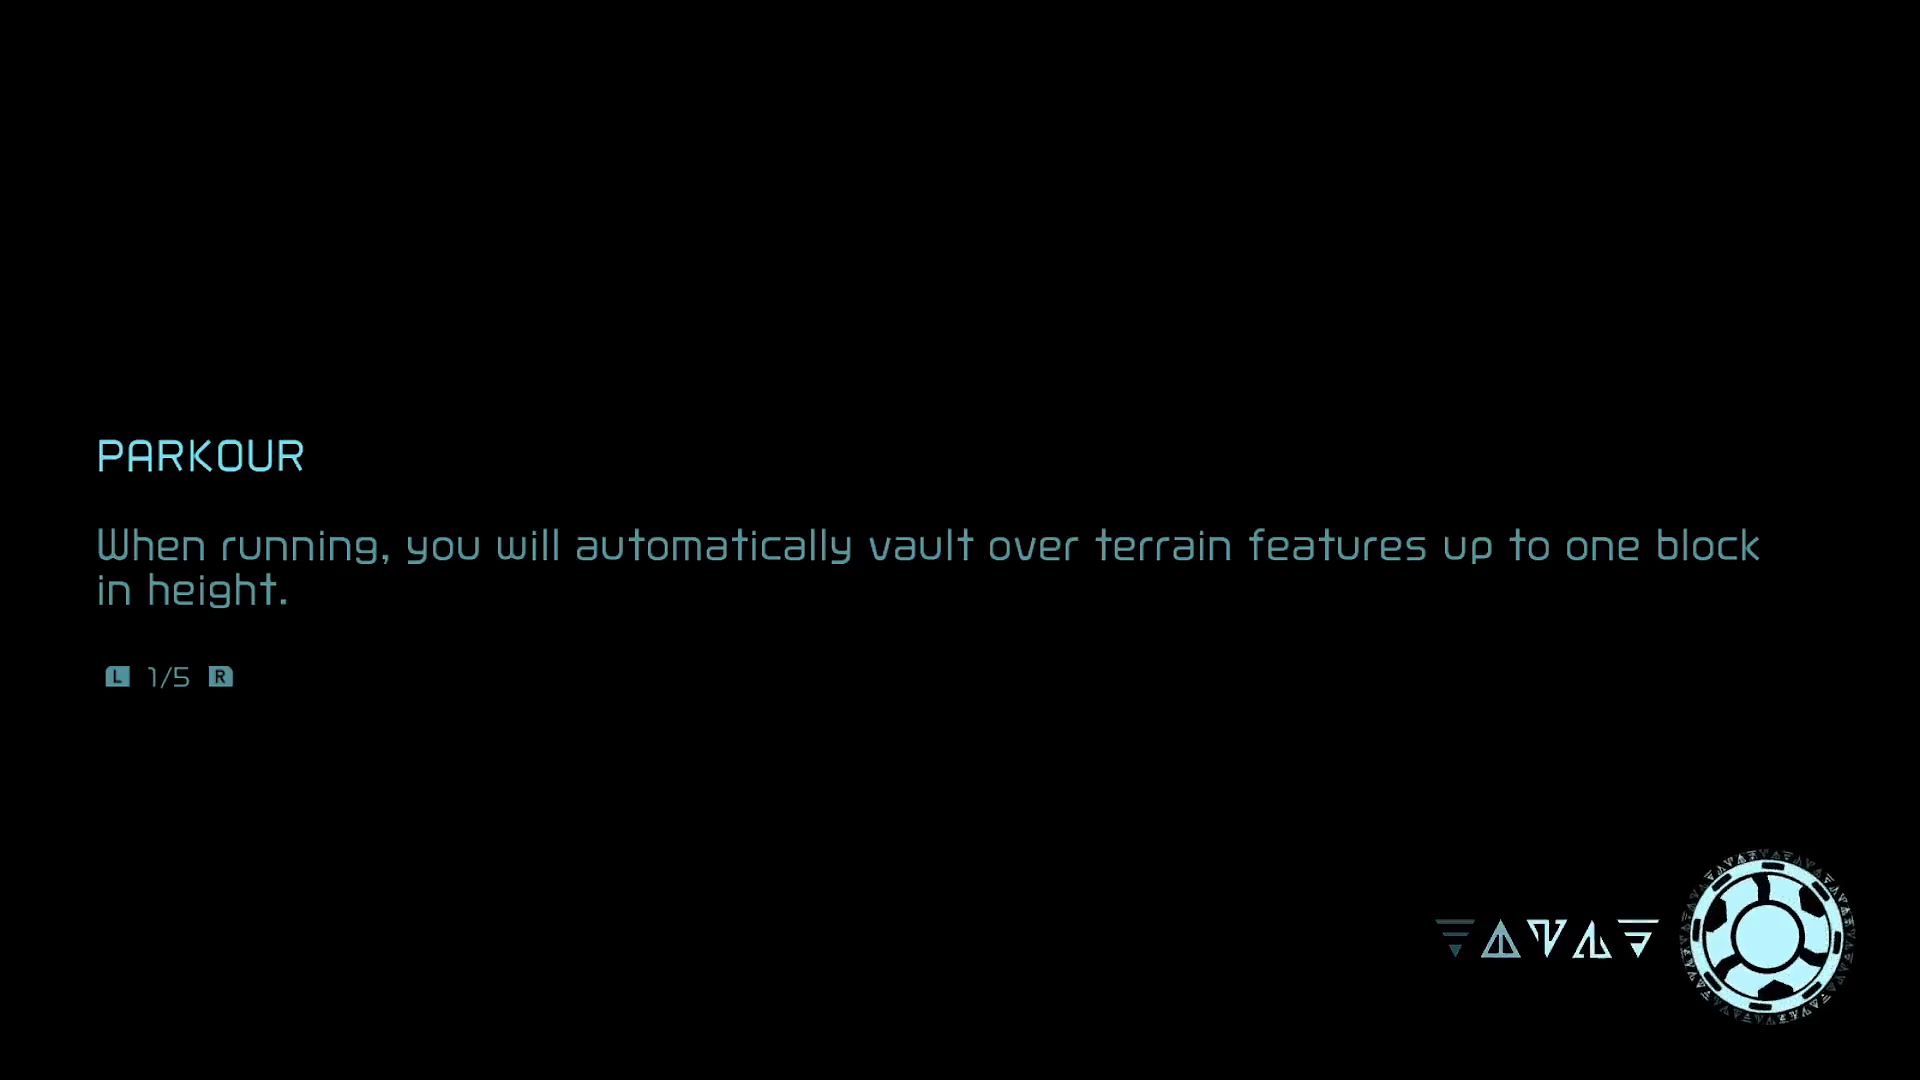 PARKOUR
When running, you will automatically vault over terrain features up to one block
in height.
L 1/5 R